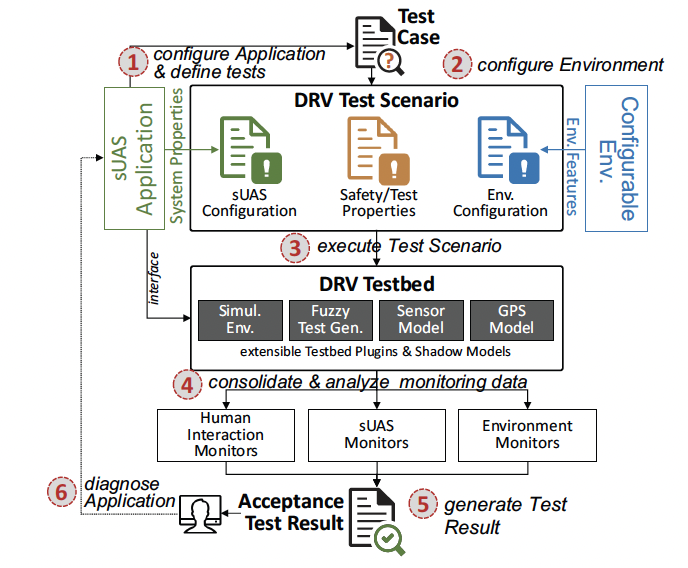 Test
Case
1 configure Application
& define tests
2 configure Environment
DRV Test Scenario
sUAS
Application
System Properties
sUAS
Configuration
Safety/Test
Properties
Env.
Configuration
Env. Features
Configurable
Env.
3 execute Test Scenario
interface
DRV Testbed
Simul.
Env.
Fuzzy
Test Gen.
Sensor
Model
GPS
Model
extensible Testbed Plugins & Shadow Models
4 consolidate & analyze monitoring data
Human
Interaction
Monitors
sUAS
Monitors
Environment
Monitors
6 diagnose
Application
Acceptance
Test Result
5 generate Test
Result